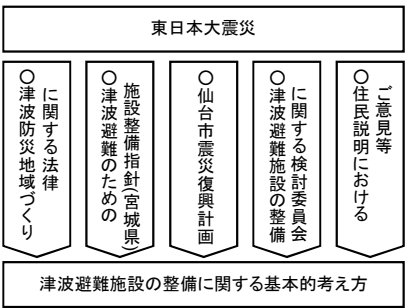 東日本大震災
○津波防災地域づくり
に関する法律
○津波避難のための
施設整備指針(宮城県)
○仙台市震災復興計画
○津波避難施設の整備
に関する検討委員会
○住民説明における
ご意見等
津波避難施設の整備に関する基本的考え方